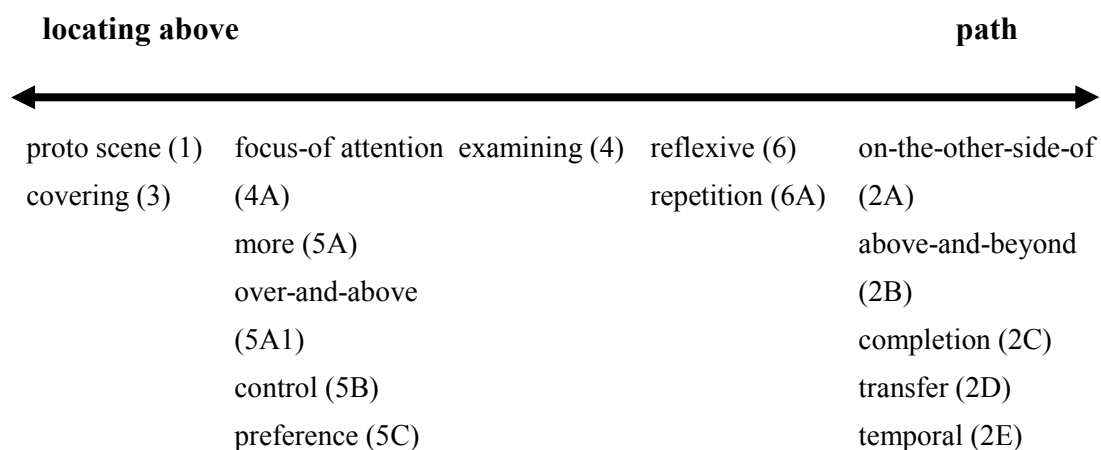 locating above path
proto scene (1) focus-of attention examining (4) reflexive (6) on-the-other-side-of
covering (3) (4A) repetition (6A) (2A)
more (5A) above-and-beyond
over-and-above (2B)
(5A1) completion (2C)
control (5B) transfer (2D)
preference (5C) temporal (2E)